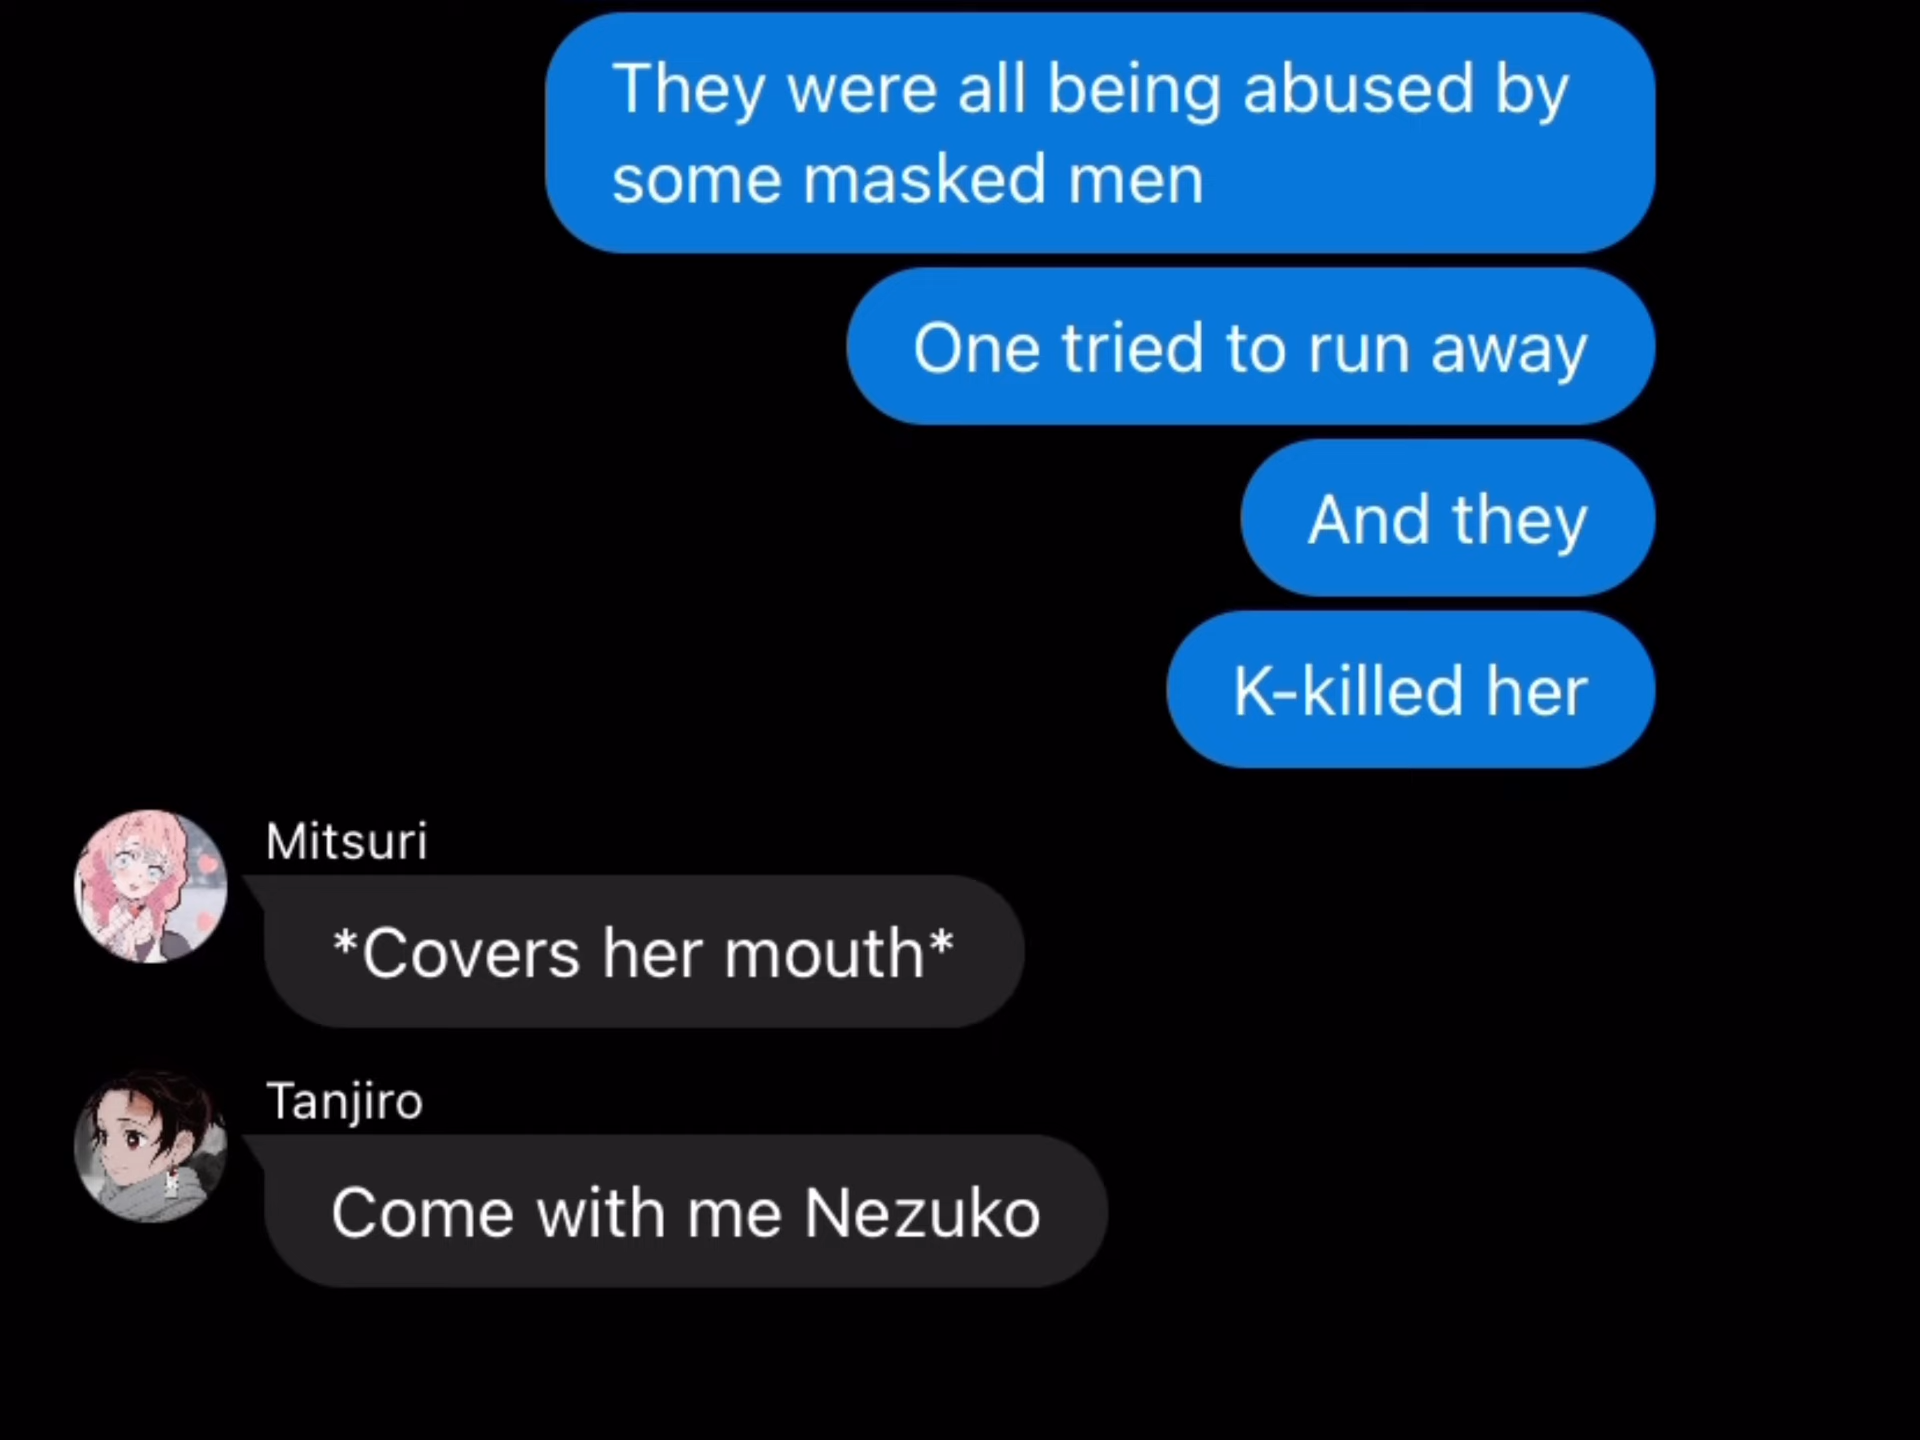 They were all being abused by
some masked men
One tried to run away
And they
K-killed her
Mitsuri
*Covers her mouth*
Tanjiro
Come with me Nezuko